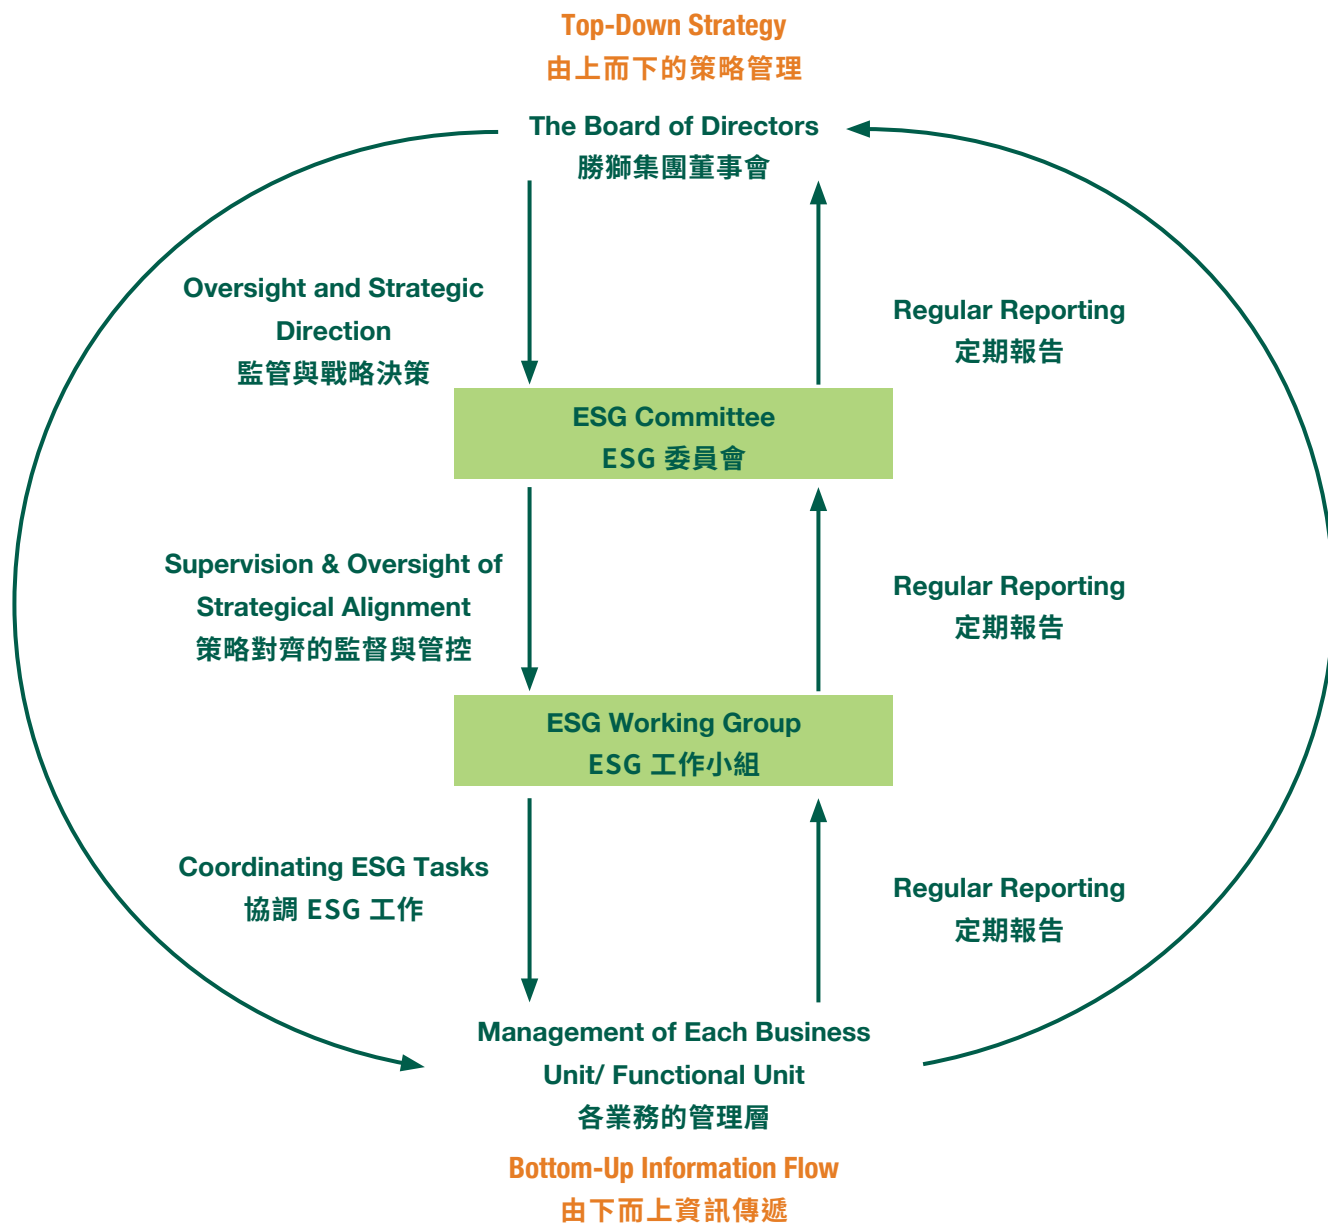 Top-Down Strategy
由上而下的策略管理
The Board of Directors
勝獅集團董事會
Oversight and Strategic
Direction
監管與戰略決策
Regular Reporting
定期報告
ESG Committee
ESG 委員會
Supervision & Oversight of
Strategical Alignment
策略對齊的監督與管控
Regular Reporting
定期報告
ESG Working Group
ESG 工作小組
Coordinating ESG Tasks
協調 ESG 工作
Regular Reporting
定期報告
Management of Each Business
Unit/ Functional Unit
各業務的管理層
Bottom-Up Information Flow
由下而上資訊傳遞